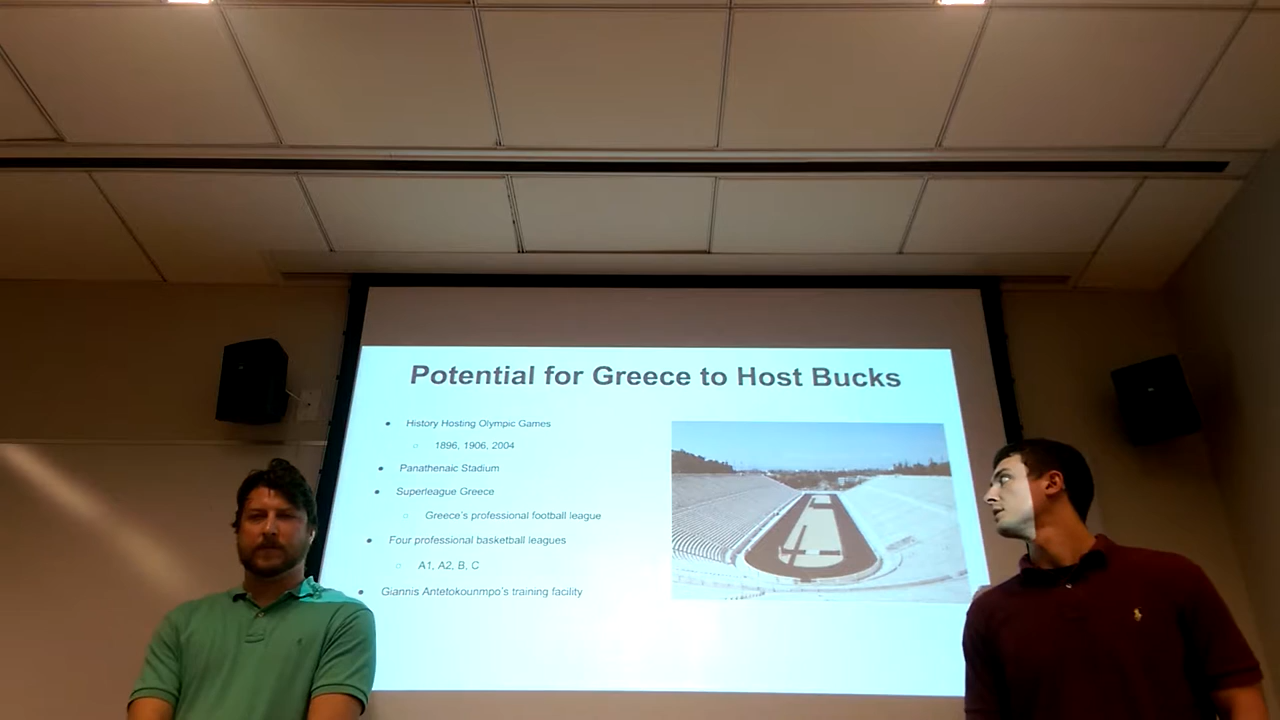 Potential for Greece to Host Bucks
History Hosting Olympic Games
1896, 1906, 2004
Panathenaic Stadium
Superleague Greece
Greece's professional football league
Four professional basketball leagues
A1, A2, B, C
Giannis Antetokounmpo's training facility